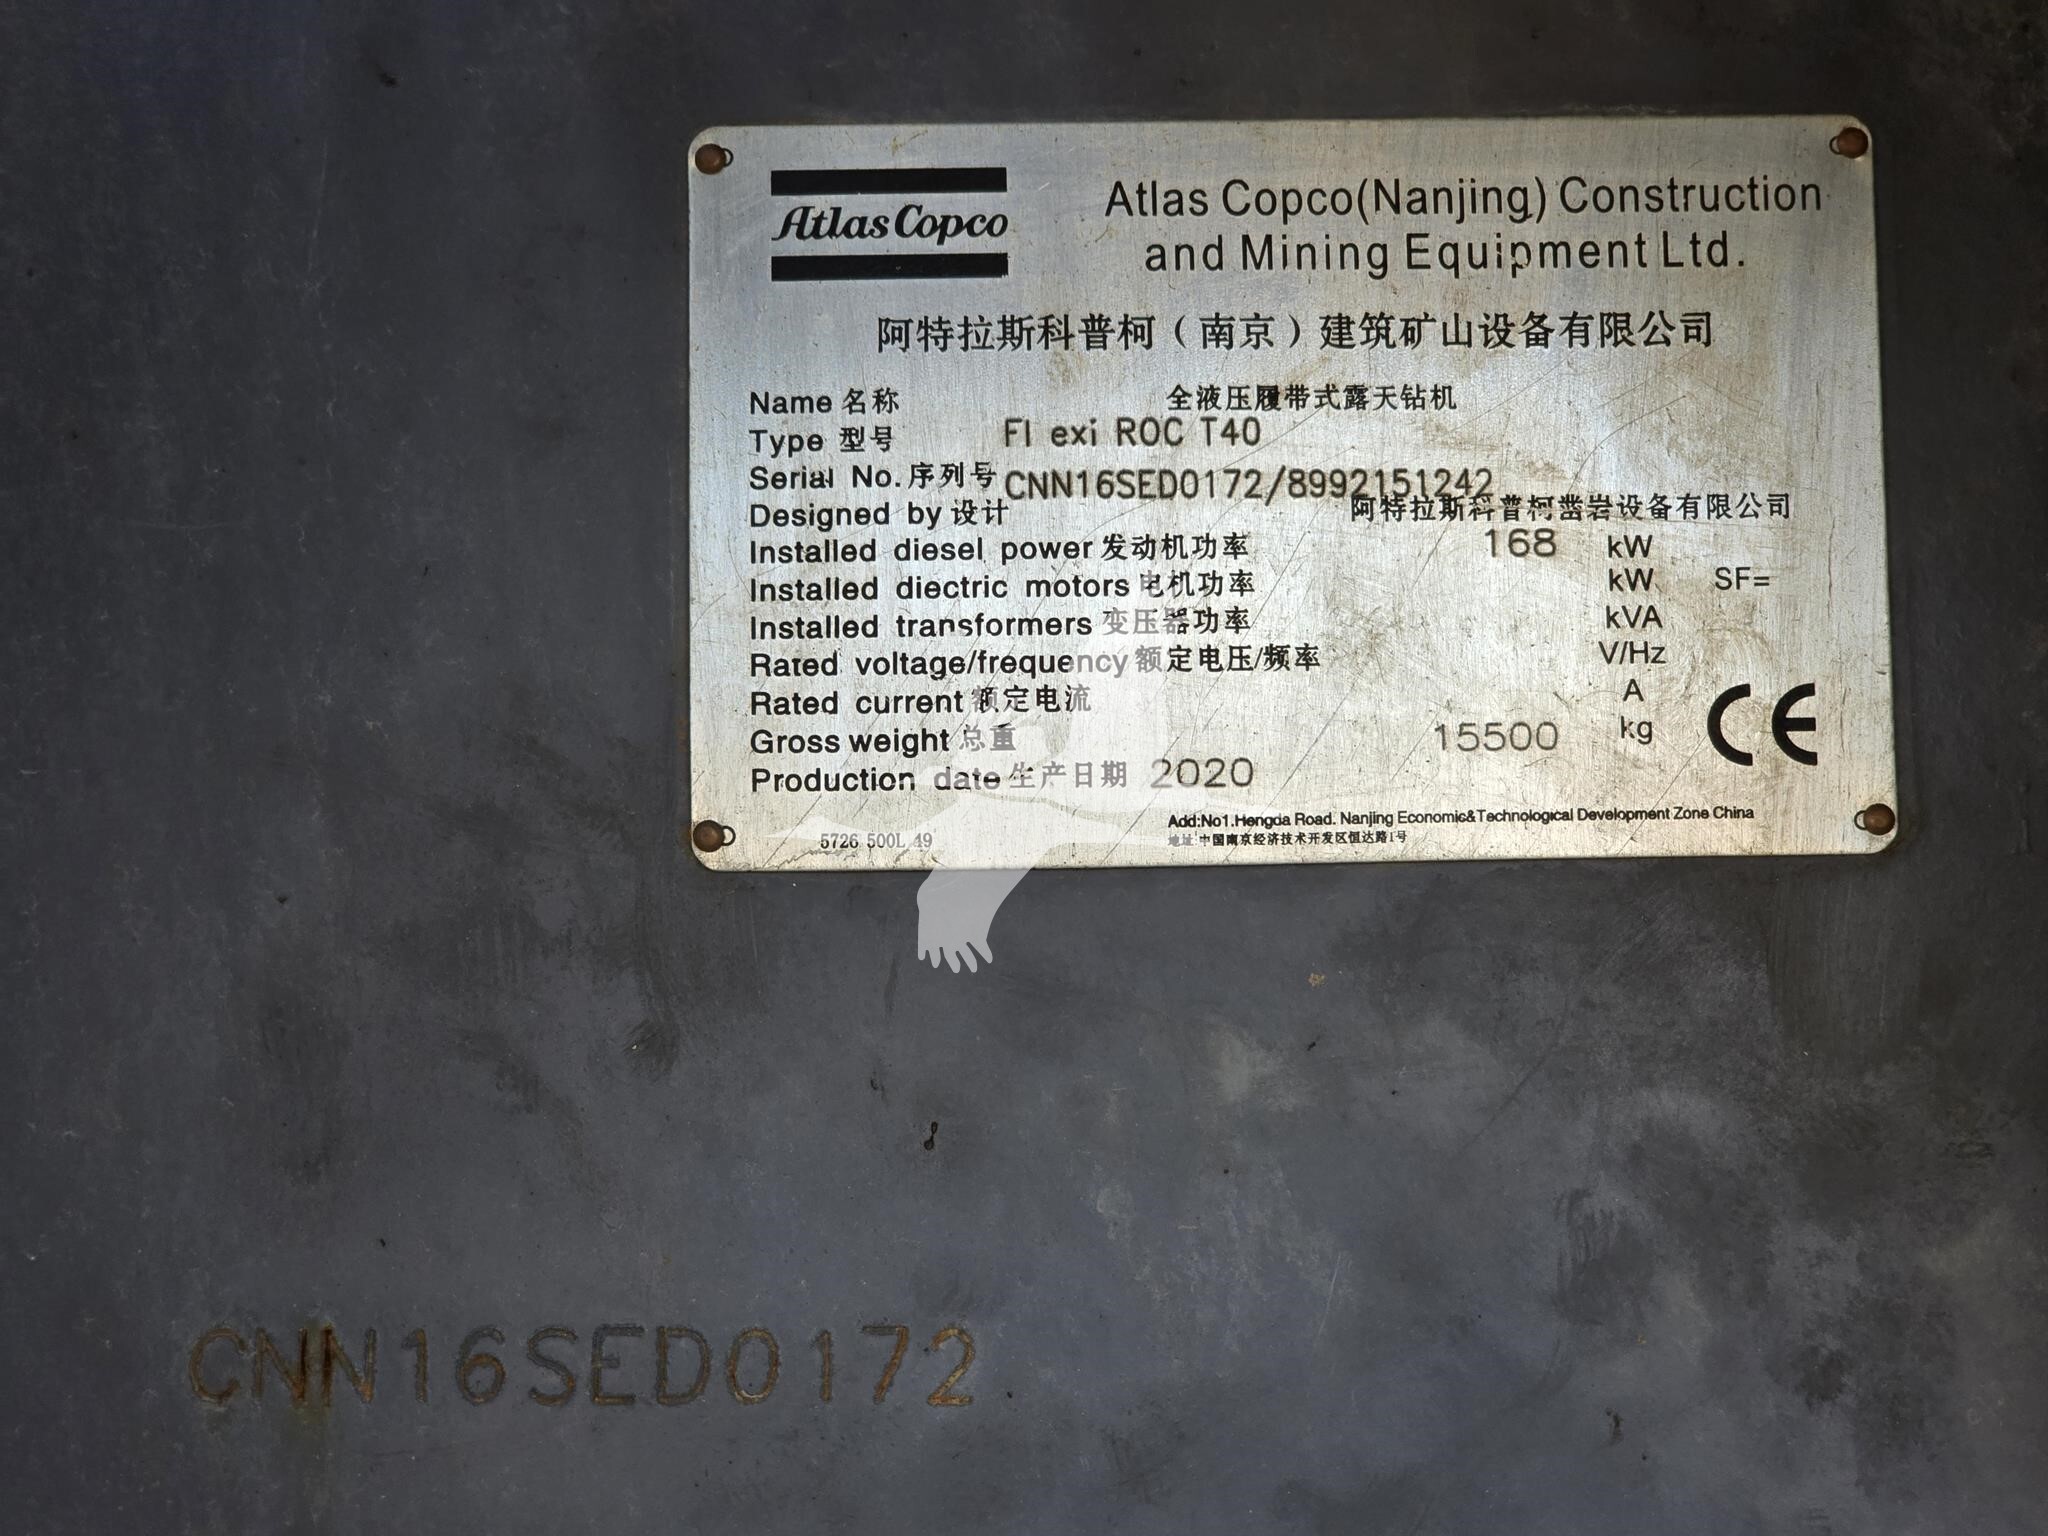 Atlas Copco
Atlas Copco(Nanjing) Construction
and Mining Equipment Ltd.
阿特拉斯科普柯（南京）建筑矿山设备有限公司
Name 名称 全液压履带式露天钻机
Type 型号 Fl exi ROC T40
Serial No. 序列号 CNN16SED0172/8992151242
Designed by 设计 阿特拉斯科普柯凿岩设备有限公司
Installed diesel power 发动机功率 168 kW
Installed diectric motors 电机功率 kW SF=
Installed transformers 变压器功率 kVA
Rated voltage/frequency 额定电压/频率 V/Hz
Rated current 额定电流 A
Gross weight 总重 15500 kg
CE
Production date 生产日期 2020
Add:No1.Hengda Road. Nanjing Economic&Technological Development Zone China
5726 500L 49 地址:中国南京经济技术开发区恒达路1号
CNN16SED0172